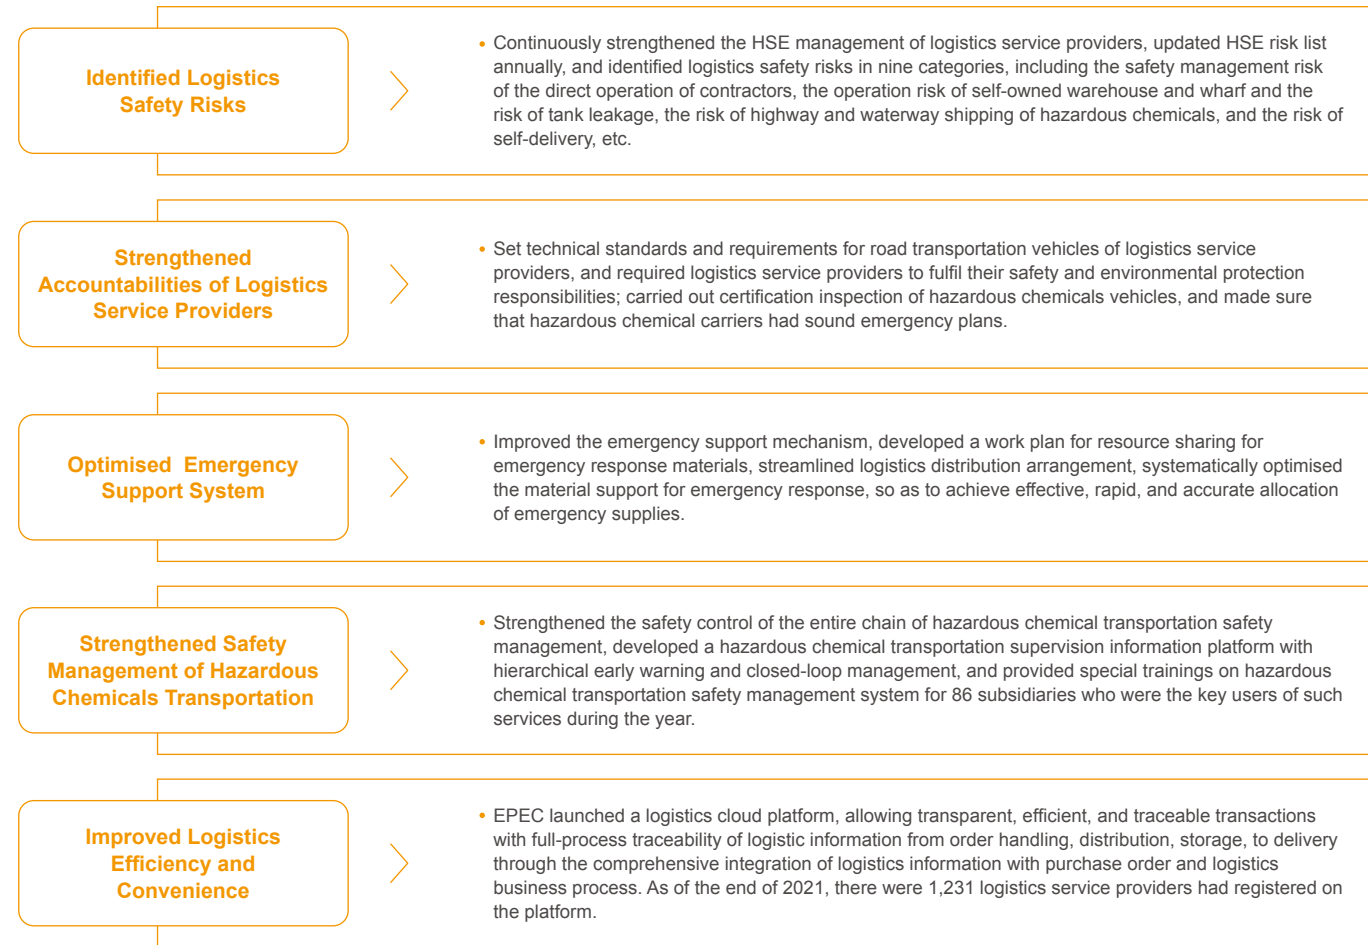 Identified Logistics
Safety Risks
• Continuously strengthened the HSE management of logistics service providers, updated HSE risk list
annually, and identified logistics safety risks in nine categories, including the safety management risk
of the direct operation of contractors, the operation risk of self-owned warehouse and wharf and the
risk of tank leakage, the risk of highway and waterway shipping of hazardous chemicals, and the risk of
self-delivery, etc.
Strengthened
Accountabilities of Logistics
Service Providers
• Set technical standards and requirements for road transportation vehicles of logistics service
providers, and required logistics service providers to fulfil their safety and environmental protection
responsibilities; carried out certification inspection of hazardous chemicals vehicles, and made sure
that hazardous chemical carriers had sound emergency plans.
Optimised Emergency
Support System
• Improved the emergency support mechanism, developed a work plan for resource sharing for
emergency response materials, streamlined logistics distribution arrangement, systematically optimised
the material support for emergency response, so as to achieve effective, rapid, and accurate allocation
of emergency supplies.
Strengthened Safety
Management of Hazardous
Chemicals Transportation
• Strengthened the safety control of the entire chain of hazardous chemical transportation safety
management, developed a hazardous chemical transportation supervision information platform with
hierarchical early warning and closed-loop management, and provided special trainings on hazardous
chemical transportation safety management system for 86 subsidiaries who were the key users of such
services during the year.
Improved Logistics
Efficiency and
Convenience
• EPEC launched a logistics cloud platform, allowing transparent, efficient, and traceable transactions
with full-process traceability of logistic information from order handling, distribution, storage, to delivery
through the comprehensive integration of logistics information with purchase order and logistics
business process. As of the end of 2021, there were 1,231 logistics service providers had registered on
the platform.